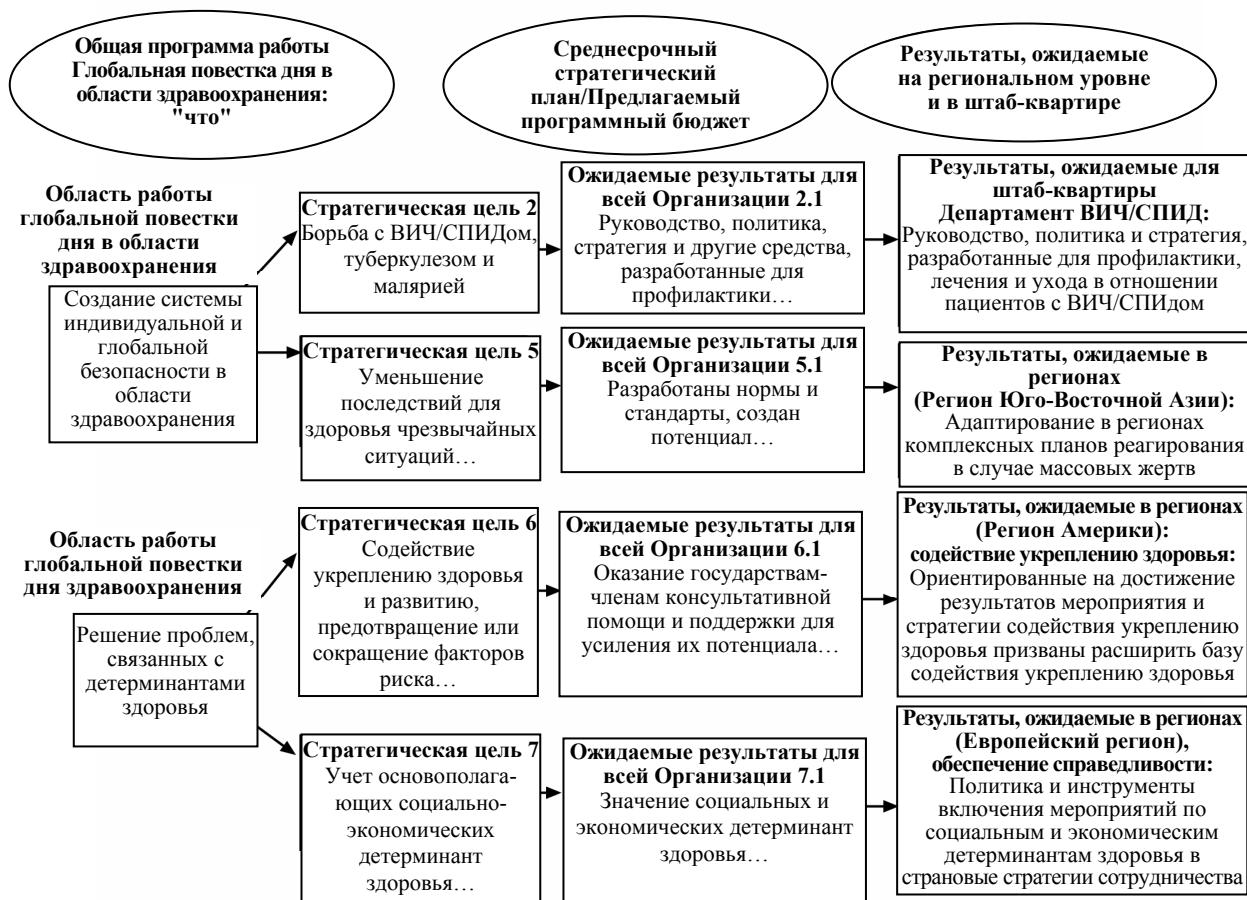 Общая программа работы
Глобальная повестка дня в
области здравоохранения:
"что"
Среднесрочный
стратегический
план/Предлагаемый
программный бюджет
Результаты, ожидаемые
на региональном уровне
и в штаб-квартире
Область работы
глобальной повестки
дня в области
здравоохранения
Создание системы
индивидуальной и
глобальной
безопасности в
области
здравоохранения
Стратегическая цель 2
Борьба с ВИЧ/СПИДом,
туберкулезом и
малярией
Ожидаемые результаты для
всей Организации 2.1
Руководство, политика,
стратегия и другие средства,
разработанные для
профилактики…
Результаты, ожидаемые для
штаб-квартиры
Департамент ВИЧ/СПИД:
Руководство, политика и стратегия,
разработанные для профилактики,
лечения и ухода в отношении
пациентов с ВИЧ/СПИдом
Стратегическая цель 5
Уменьшение
последствий для
здоровья чрезвычайных
ситуаций…
Ожидаемые результаты для
всей Организации 5.1
Разработаны нормы и
стандарты, создан
потенциал…
Результаты, ожидаемые в
регионах
(Регион Юго-Восточной Азии):
Адаптирование в регионах
комплексных планов реагирования
в случае массовых жертв
Область работы
глобальной повестки
дня здравоохранения
Решение проблем,
связанных с
детерминантами
здоровья
Стратегическая цель 6
Содействие
укреплению здоровья
и развитию,
предотвращение или
сокращение факторов
риска…
Ожидаемые результаты для
всей Организации 6.1
Оказание государствам-
членам консультативной
помощи и поддержки для
усиления их потенциала…
Результаты, ожидаемые в регионах
(Регион Америки):
содействие укреплению здоровья:
Ориентированные на достижение
результатов мероприятия и
стратегии содействия укреплению
здоровья призваны расширить базу
содействия укреплению здоровья
Стратегическая цель 7
Учет основополага-
ющих социально-
экономических
детерминант
здоровья…
Ожидаемые результаты для
всей Организации 7.1
Значение социальных и
экономических детерминант
здоровья…
Результаты, ожидаемые в регионах
(Европейский регион),
обеспечение справедливости:
Политика и инструменты
включения мероприятий по
социальным и экономическим
детерминантам здоровья в
страновые стратегии сотрудничества